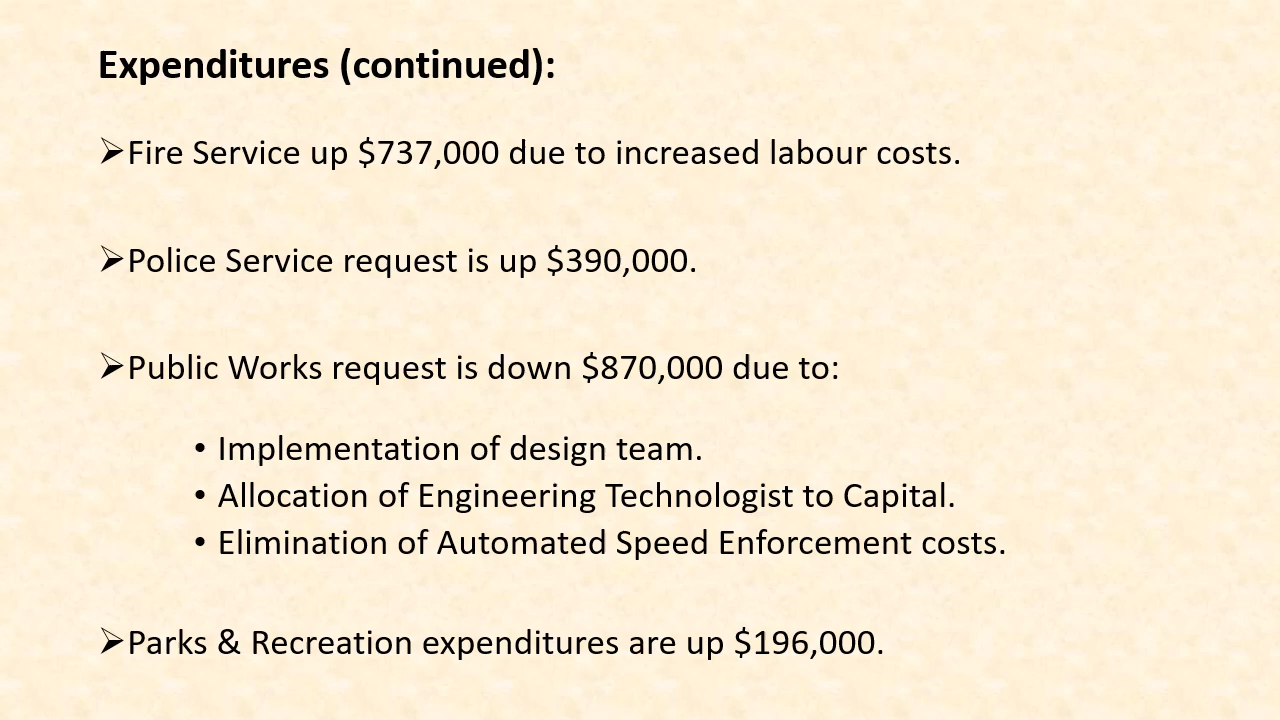 Expenditures (continued):
➢Fire Service up $737,000 due to increased labour costs.
➢Police Service request is up $390,000.
➢Public Works request is down $870,000 due to:
• Implementation of design team.
• Allocation of Engineering Technologist to Capital.
• Elimination of Automated Speed Enforcement costs.
➢Parks & Recreation expenditures are up $196,000.